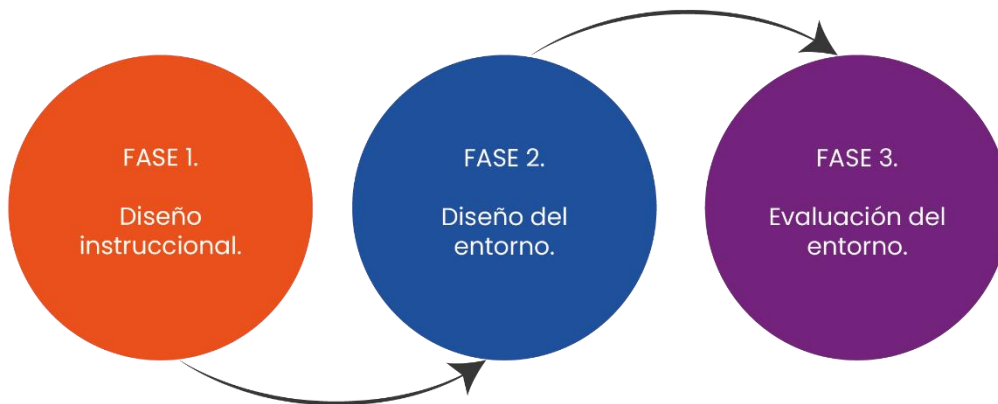 FASE 1.
Diseño
instruccional.
FASE 2.
Diseño del
entorno.
FASE 3.
Evaluación del
entorno.